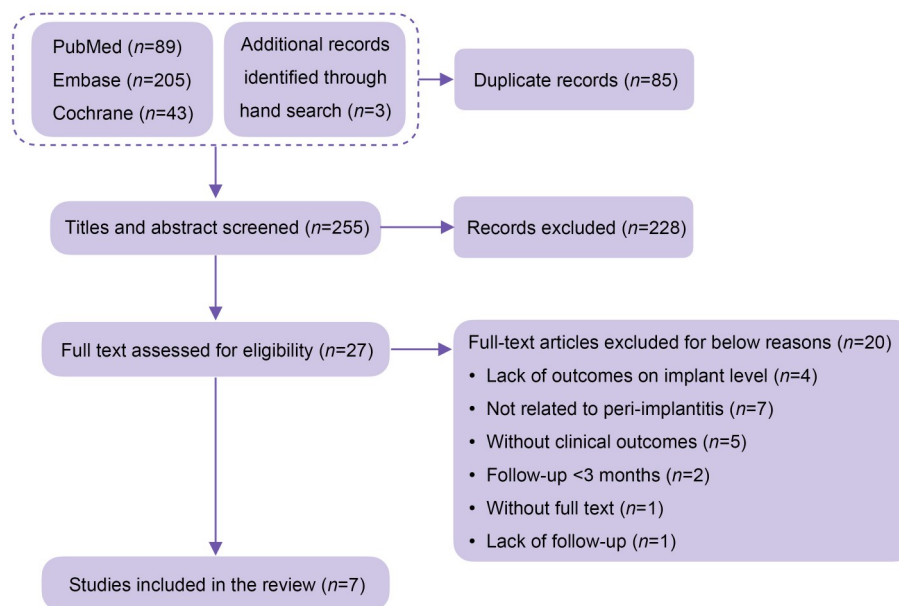 PubMed (n=89)
Embase (n=205)
Cochrane (n=43)
Additional records
identified through
hand search (n=3)
Duplicate records (n=85)
Titles and abstract screened (n=255)
Records excluded (n=228)
Full text assessed for eligibility (n=27)
Full-text articles excluded for below reasons (n=20)
• Lack of outcomes on implant level (n=4)
• Not related to peri-implantitis (n=7)
• Without clinical outcomes (n=5)
• Follow-up <3 months (n=2)
• Without full text (n=1)
• Lack of follow-up (n=1)
Studies included in the review (n=7)